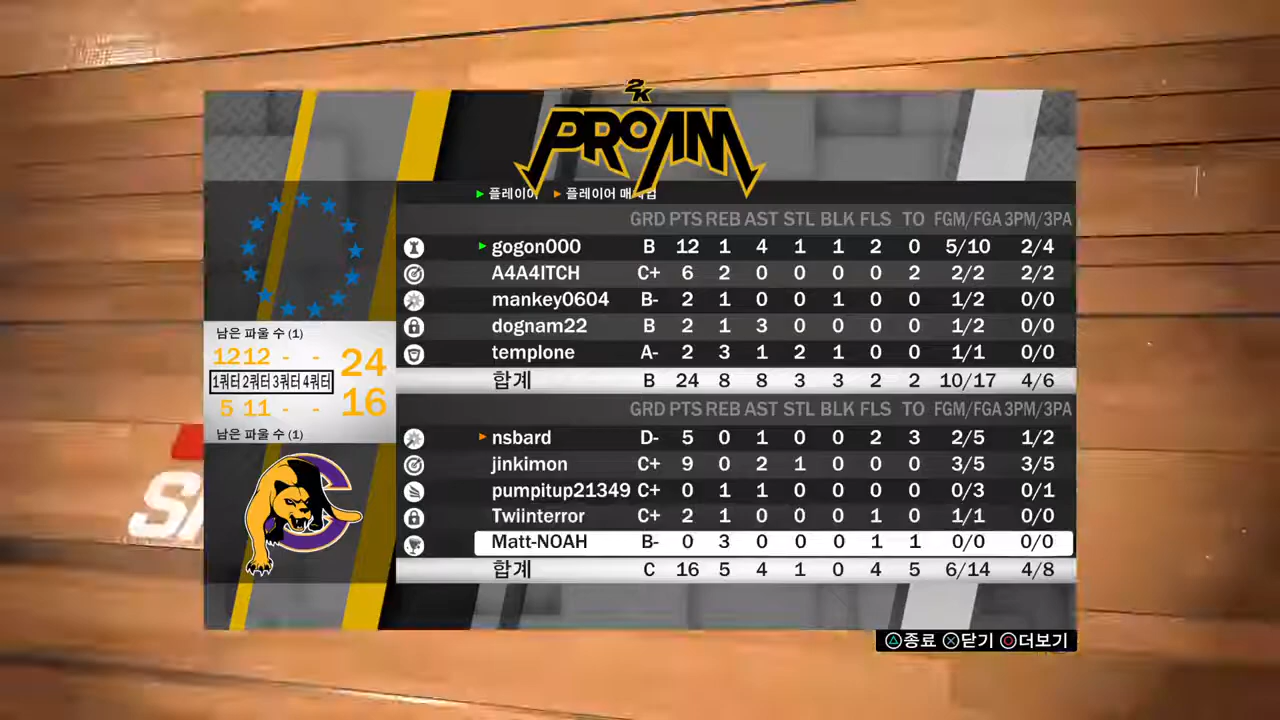 2K
PRO AM
플레이어 플레이어
GRD PTS REB AST STL BLK FLS TO FGM/FGA 3PM/3PA
gogon000 B 12 1 4 1 1 2 0 5/10 2/4
A4A4ITCH C+ 6 2 0 0 0 0 2 2/2 2/2
mankey0604 B- 2 1 0 0 1 0 0 1/2 0/0
dognam22 B 2 1 3 0 0 0 0 1/2 0/0
templone A- 2 3 1 2 1 0 0 1/1 0/0
합계 B 24 8 8 3 3 2 2 10/17 4/6
남은 파울 수 (1)
12 12 - - 24
1쿼터 2쿼터 3쿼터 4쿼터
5 11 - - 16
남은 파울 수 (1)
GRD PTS REB AST STL BLK FLS TO FGM/FGA 3PM/3PA
nsbard D- 5 0 1 0 0 2 3 2/5 1/2
jinkimon C+ 9 0 2 1 0 0 0 3/5 3/5
pumpitup21349 C+ 0 1 1 0 0 0 0 0/3 0/1
Twiinterror C+ 2 1 0 0 0 1 0 1/1 0/0
Matt-NOAH B- 0 3 0 0 0 1 1 0/0 0/0
합계 C 16 5 4 1 0 4 5 6/14 4/8
종료 닫기 더보기